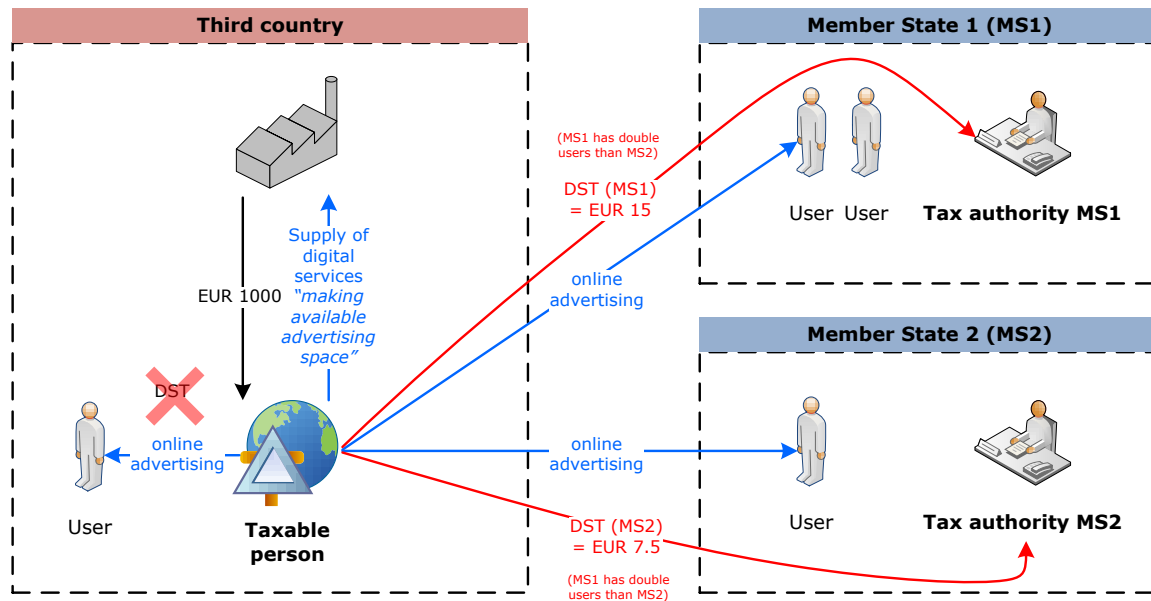 Third country
EUR 1000
Supply of
digital
services
“making
available
advertising
space”
DST
online
advertising
User
Taxable
person
(MS1 has double
users than MS2)
DST (MS1)
= EUR 15
online
advertising
online
advertising
DST (MS2)
= EUR 7.5
(MS1 has double
users than MS2)
Member State 1 (MS1)
User User
Tax authority MS1
Member State 2 (MS2)
User
Tax authority MS2